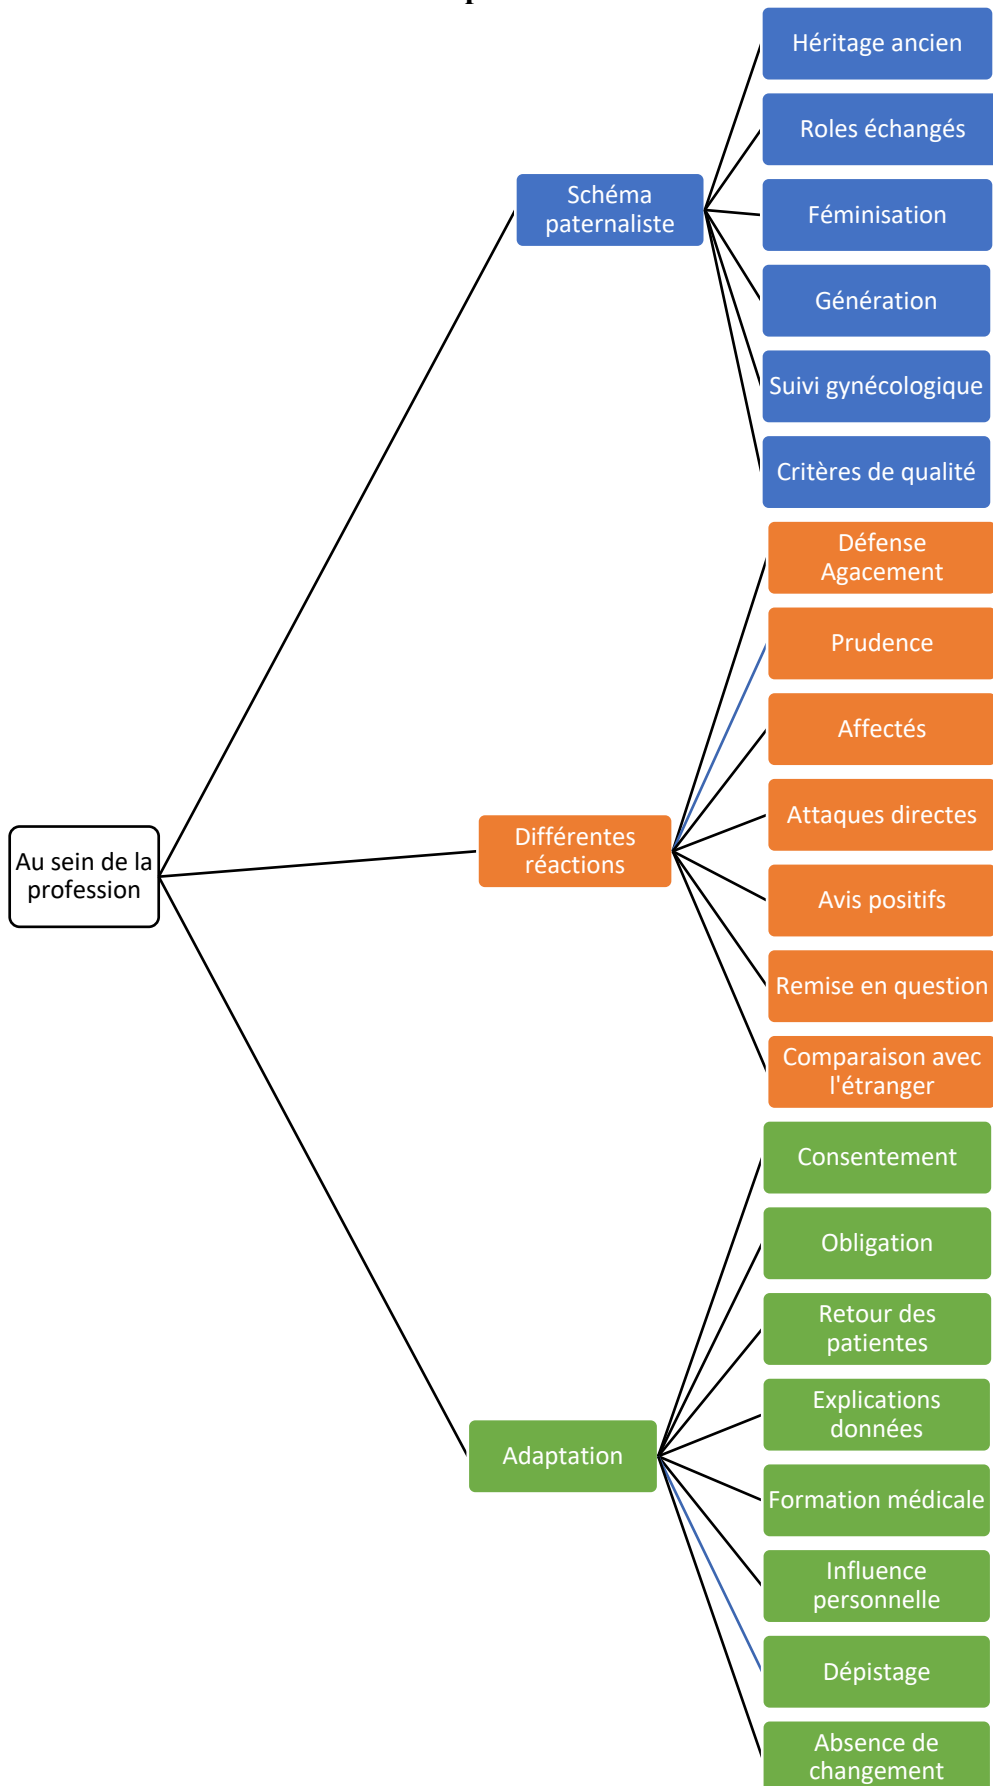 Héritage ancien
Roles échangés
Schéma
paternaliste
Féminisation
Génération
Suivi gynécologique
Critères de qualité
Défense
Agacement
Prudence
Affectés
Attaques directes
Au sein de la
profession
Différentes
réactions
Avis positifs
Remise en question
Comparaison avec
l'étranger
Consentement
Obligation
Retour des
patientes
Explications
données
Adaptation
Formation médicale
Influence
personnelle
Dépistage
Absence de
changement